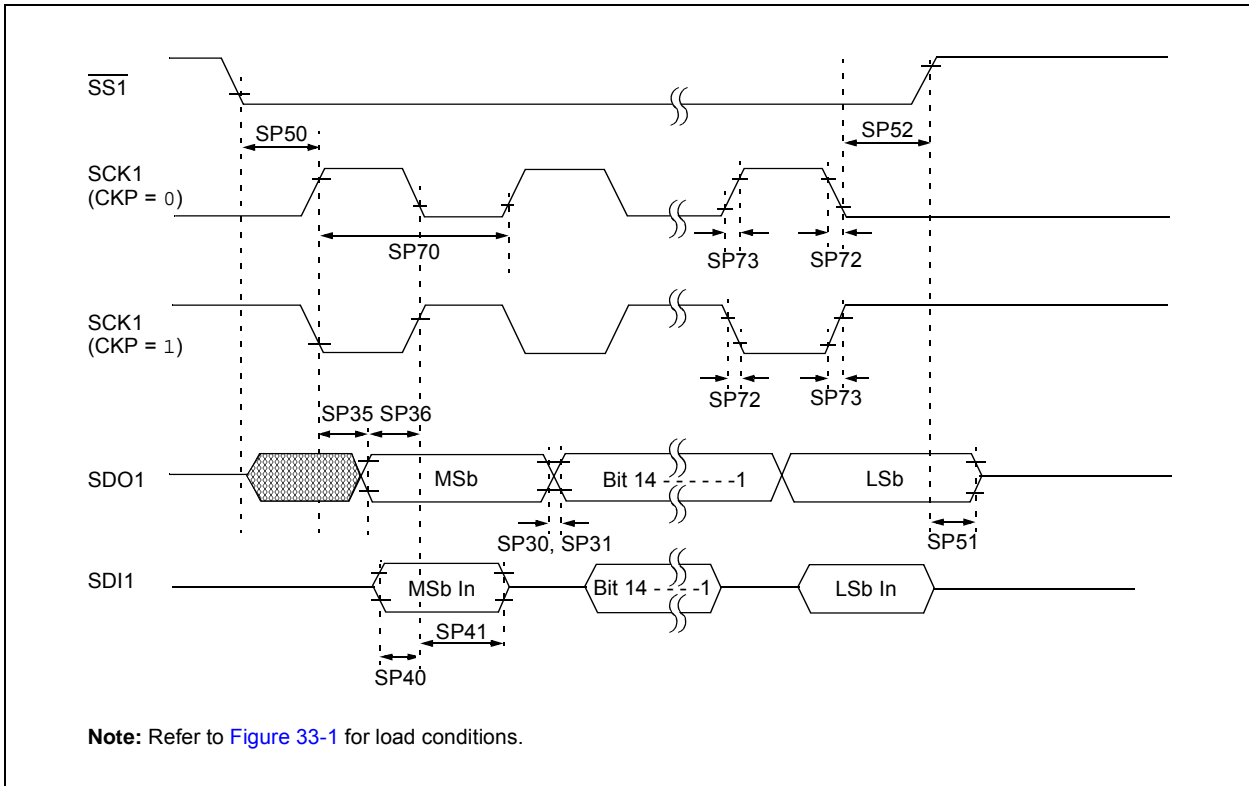 SS1
SP50
SP52
SCK1
(CKP = 0)
SP70
SP73
SP72
SCK1
(CKP = 1)
SP72
SP73
SP35 SP36
SDO1
MSb
Bit 14 - - - - - - -1
LSb
SP30, SP31
SP51
SDI1
MSb In
Bit 14 - - - -1
LSb In
SP41
SP40
Note: Refer to Figure 33-1 for load conditions.